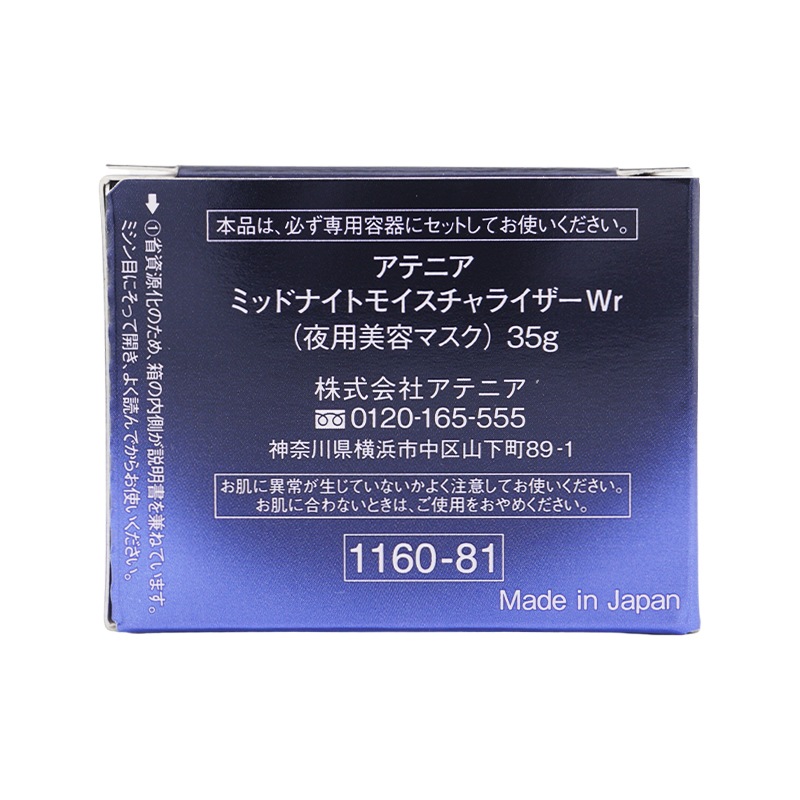 本品は、必ず専用容器にセットしてお使いください。
アテニア
ミッドナイトモイスチャライザーWr
（夜用美容マスク）35g
株式会社アテニア
0120-165-555
神奈川県横浜市中区山下町89-1
お肌に異常が生じていないかよく注意してお使いください。
お肌に合わないときは、ご使用をおやめください。
1160-81
Made in Japan
①省資源化のため、箱の内側が説明書を兼ねています。
ミシン目にそって開き、よく読んでからお使いください。